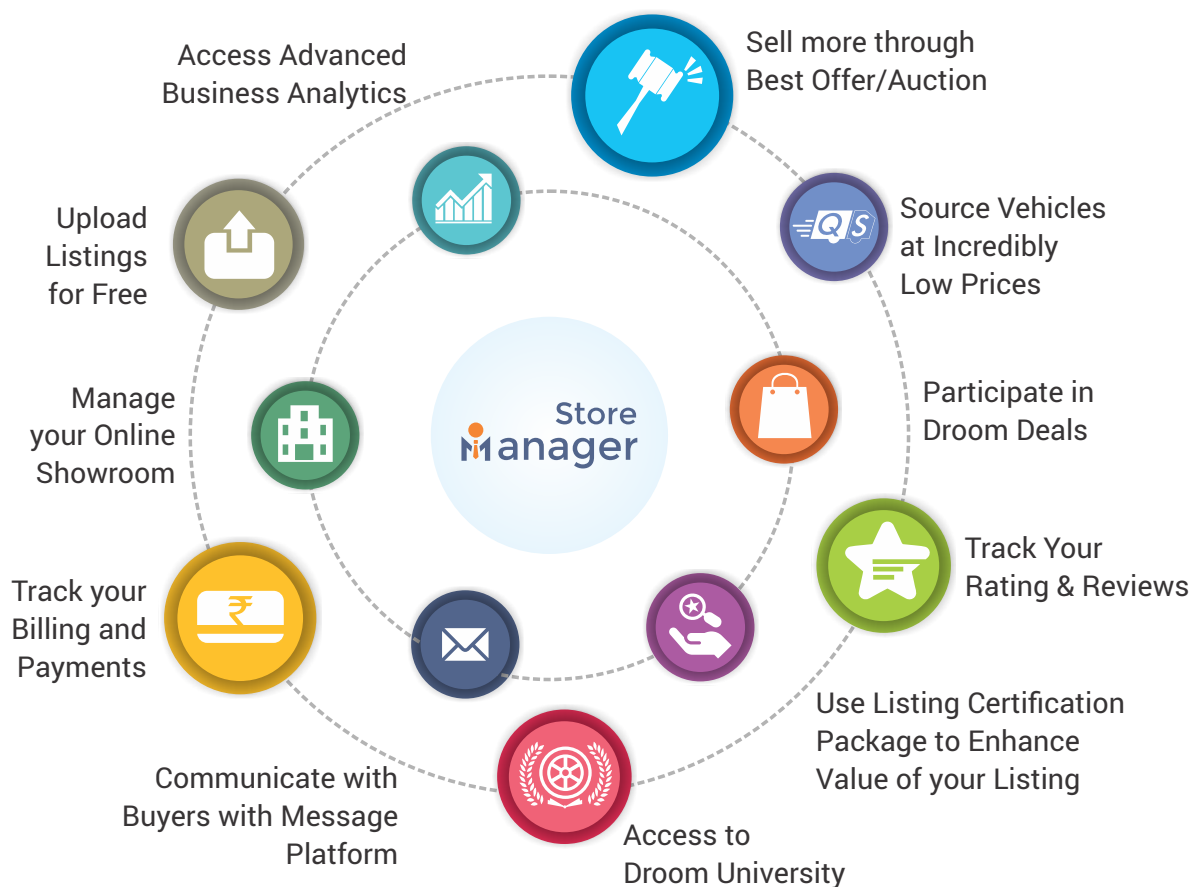 Access Advanced
Business Analytics
Sell more through
Best Offer/Auction
Upload
Listings
for Free
QS
Source Vehicles
at Incredibly
Low Prices
Manage
your Online
Showroom
Store
Manager
Participate in
Droom Deals
Track your
Billing and
Payments
₹
Track Your
Rating & Reviews
Use Listing Certification
Package to Enhance
Value of your Listing
Communicate with
Buyers with Message
Platform
Access to
Droom University